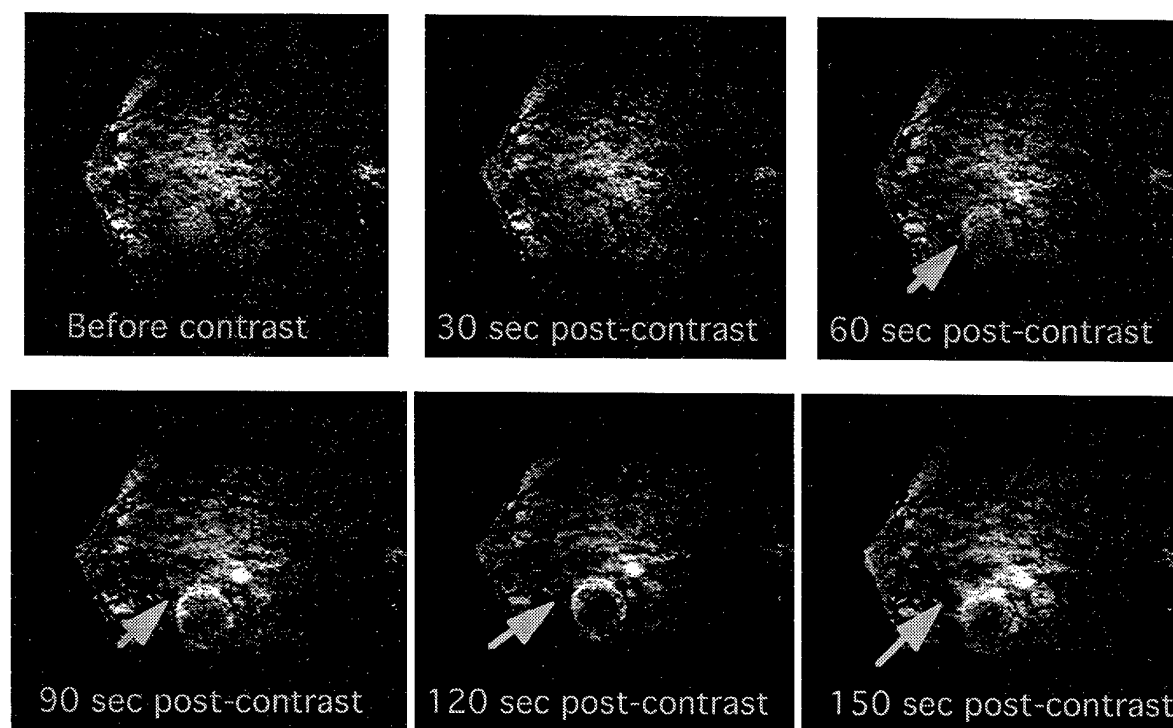 Before contrast
30 sec post-contrast
60 sec post-contrast
90 sec post-contrast
120 sec post-contrast
150 sec post-contrast